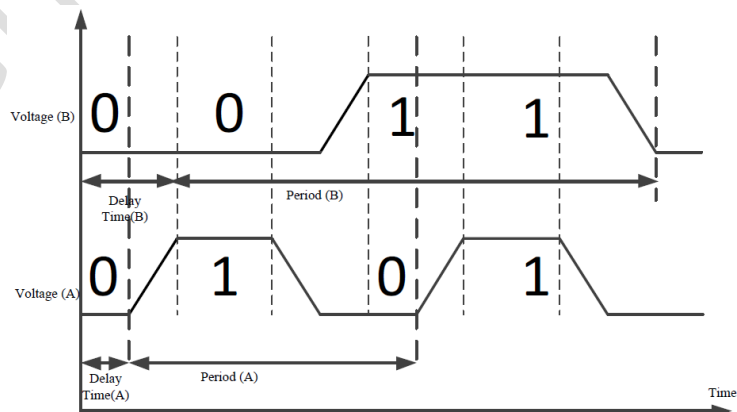 Voltage (B)
0 0 1 1
Delay
Time(B)
Period (B)
Voltage (A)
0 1 0 1
Delay
Time(A)
Period (A)
Time